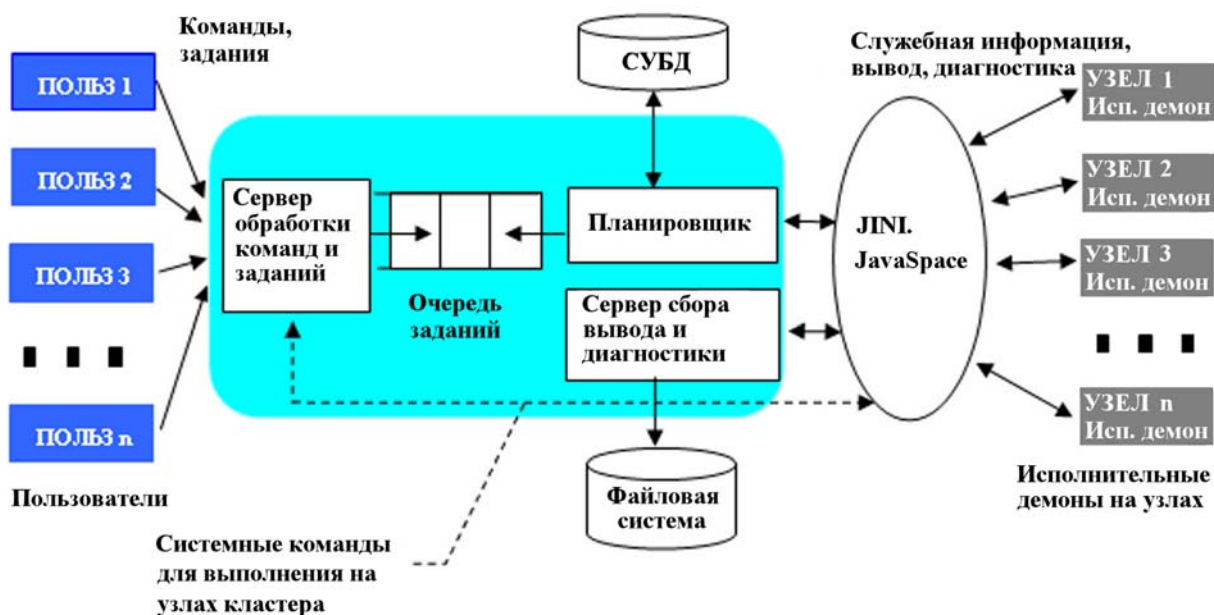 Команды,
задания
ПОЛЬЗ 1
ПОЛЬЗ 2
ПОЛЬЗ 3
ПОЛЬЗ n
Пользователи
Сервер
обработки
команд и
заданий
Очередь
заданий
СУБД
Планировщик
Сервер сбора
вывода и
диагностики
Файловая
система
Системные команды
для выполнения на
узлах кластера
JINI.
JavaSpace
Служебная информация,
вывод, диагностика
УЗЕЛ 1
Исп. демон
УЗЕЛ 2
Исп. демон
УЗЕЛ 3
Исп. демон
УЗЕЛ n
Исп. демон
Исполнительные
демоны на узлах